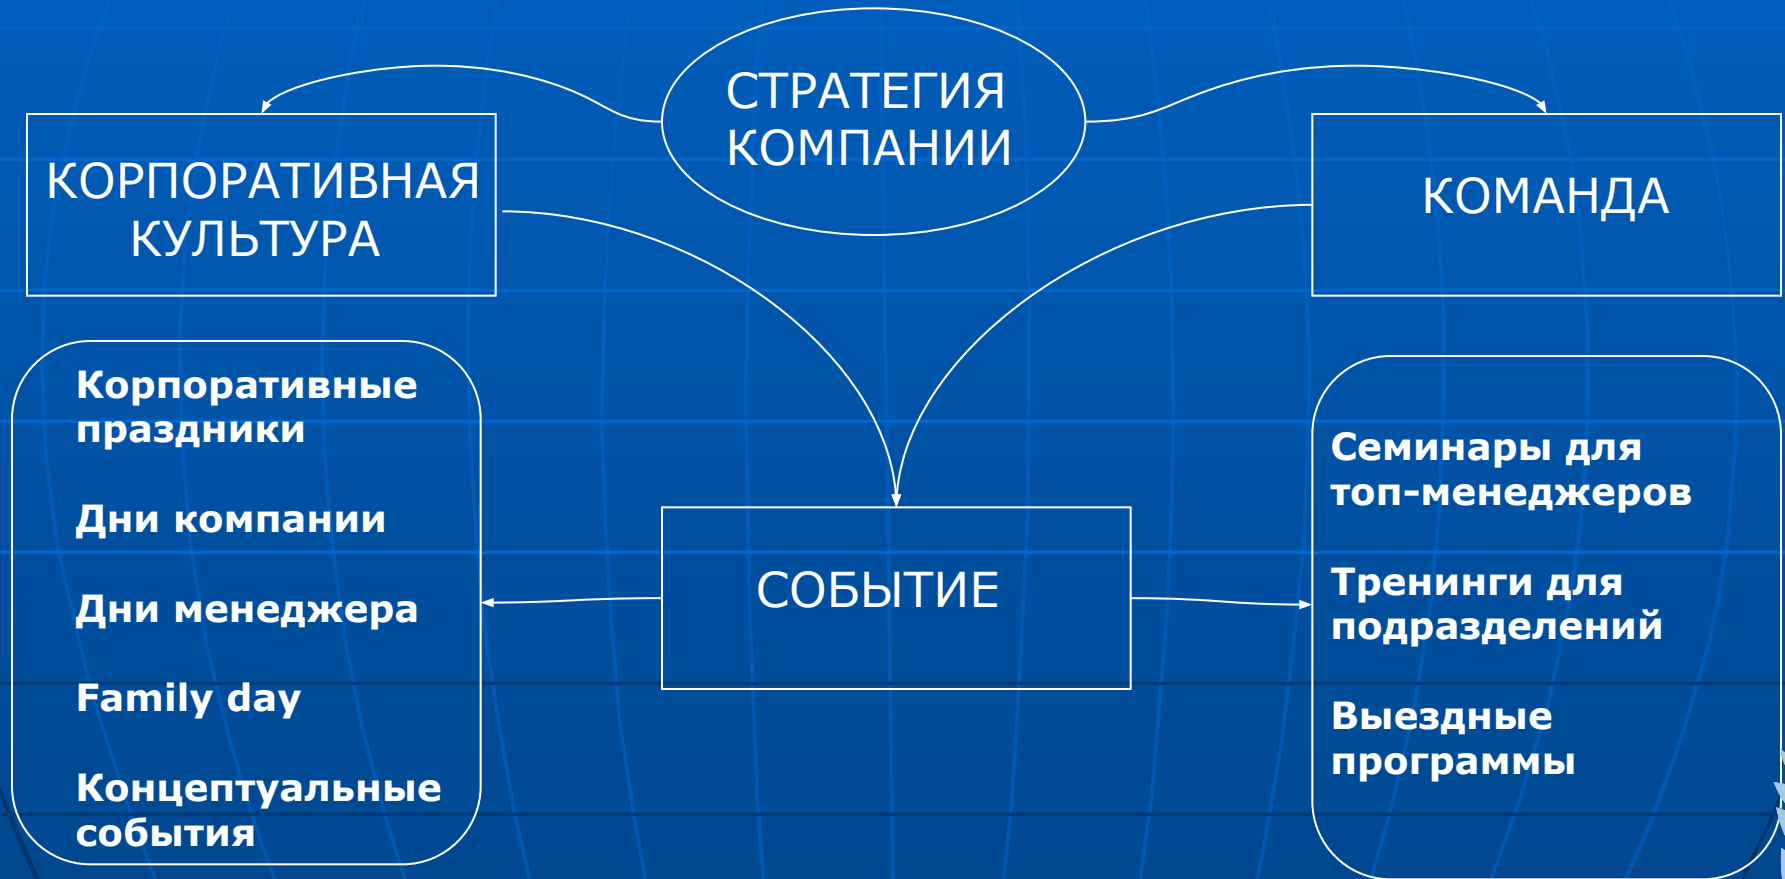 СТРАТЕГИЯ
КОМПАНИИ
КОРПОРАТИВНАЯ
КУЛЬТУРА
КОМАНДА
Корпоративные
праздники
Дни компании
Дни менеджера
Family day
Концептуальные
события
СОБЫТИЕ
Семинары для
топ-менеджеров
Тренинги для
подразделений
Выездные
программы